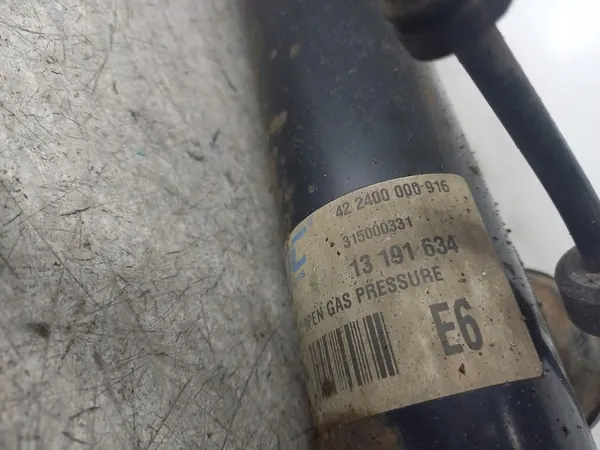 42 2400 000 916
315000331
13 191 634
OPEN GAS PRESSURE
E6